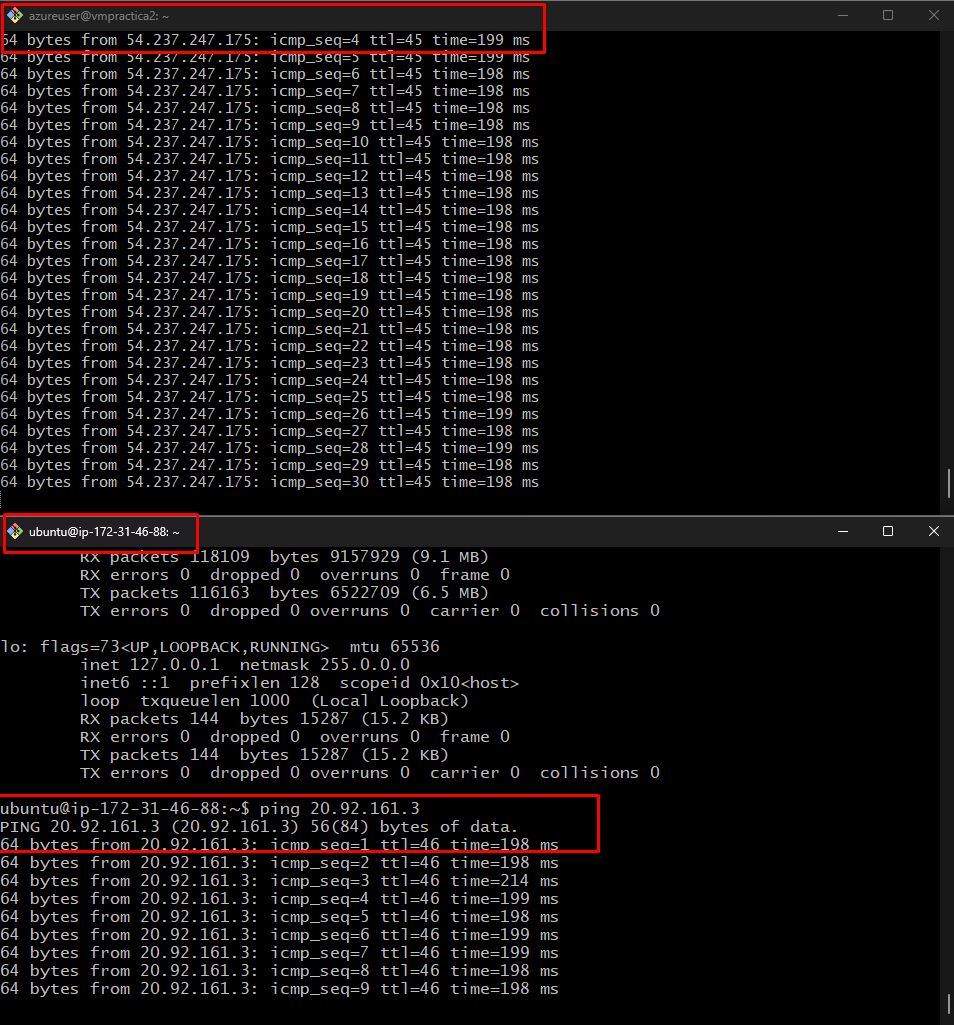 azureuser@vmpractica2: ~
64 bytes from 54.237.247.175: icmp_seq=4 ttl=45 time=199 ms
64 bytes from 54.237.247.175: icmp_seq=5 ttl=45 time=199 ms
64 bytes from 54.237.247.175: icmp_seq=6 ttl=45 time=198 ms
64 bytes from 54.237.247.175: icmp_seq=7 ttl=45 time=198 ms
64 bytes from 54.237.247.175: icmp_seq=8 ttl=45 time=198 ms
64 bytes from 54.237.247.175: icmp_seq=9 ttl=45 time=198 ms
64 bytes from 54.237.247.175: icmp_seq=10 ttl=45 time=198 ms
64 bytes from 54.237.247.175: icmp_seq=11 ttl=45 time=198 ms
64 bytes from 54.237.247.175: icmp_seq=12 ttl=45 time=198 ms
64 bytes from 54.237.247.175: icmp_seq=13 ttl=45 time=198 ms
64 bytes from 54.237.247.175: icmp_seq=14 ttl=45 time=198 ms
64 bytes from 54.237.247.175: icmp_seq=15 ttl=45 time=198 ms
64 bytes from 54.237.247.175: icmp_seq=16 ttl=45 time=198 ms
64 bytes from 54.237.247.175: icmp_seq=17 ttl=45 time=198 ms
64 bytes from 54.237.247.175: icmp_seq=18 ttl=45 time=198 ms
64 bytes from 54.237.247.175: icmp_seq=19 ttl=45 time=198 ms
64 bytes from 54.237.247.175: icmp_seq=20 ttl=45 time=198 ms
64 bytes from 54.237.247.175: icmp_seq=21 ttl=45 time=198 ms
64 bytes from 54.237.247.175: icmp_seq=22 ttl=45 time=198 ms
64 bytes from 54.237.247.175: icmp_seq=23 ttl=45 time=198 ms
64 bytes from 54.237.247.175: icmp_seq=24 ttl=45 time=198 ms
64 bytes from 54.237.247.175: icmp_seq=25 ttl=45 time=198 ms
64 bytes from 54.237.247.175: icmp_seq=26 ttl=45 time=199 ms
64 bytes from 54.237.247.175: icmp_seq=27 ttl=45 time=198 ms
64 bytes from 54.237.247.175: icmp_seq=28 ttl=45 time=199 ms
64 bytes from 54.237.247.175: icmp_seq=29 ttl=45 time=198 ms
64 bytes from 54.237.247.175: icmp_seq=30 ttl=45 time=198 ms
ubuntu@ip-172-31-46-88: ~
RX packets 118109  bytes 9157929 (9.1 MB)
RX errors 0  dropped 0  overruns 0  frame 0
TX packets 116163  bytes 6522709 (6.5 MB)
TX errors 0  dropped 0 overruns 0  carrier 0  collisions 0
lo: flags=73<UP,LOOPBACK,RUNNING>  mtu 65536
inet 127.0.0.1  netmask 255.0.0.0
inet6 ::1  prefixlen 128  scopeid 0x10<host>
loop  txqueuelen 1000  (Local Loopback)
RX packets 144  bytes 15287 (15.2 KB)
RX errors 0  dropped 0  overruns 0  frame 0
TX packets 144  bytes 15287 (15.2 KB)
TX errors 0  dropped 0 overruns 0  carrier 0  collisions 0
ubuntu@ip-172-31-46-88:~$ ping 20.92.161.3
PING 20.92.161.3 (20.92.161.3) 56(84) bytes of data.
64 bytes from 20.92.161.3: icmp_seq=1 ttl=46 time=198 ms
64 bytes from 20.92.161.3: icmp_seq=2 ttl=46 time=198 ms
64 bytes from 20.92.161.3: icmp_seq=3 ttl=46 time=214 ms
64 bytes from 20.92.161.3: icmp_seq=4 ttl=46 time=199 ms
64 bytes from 20.92.161.3: icmp_seq=5 ttl=46 time=198 ms
64 bytes from 20.92.161.3: icmp_seq=6 ttl=46 time=199 ms
64 bytes from 20.92.161.3: icmp_seq=7 ttl=46 time=199 ms
64 bytes from 20.92.161.3: icmp_seq=8 ttl=46 time=198 ms
64 bytes from 20.92.161.3: icmp_seq=9 ttl=46 time=198 ms